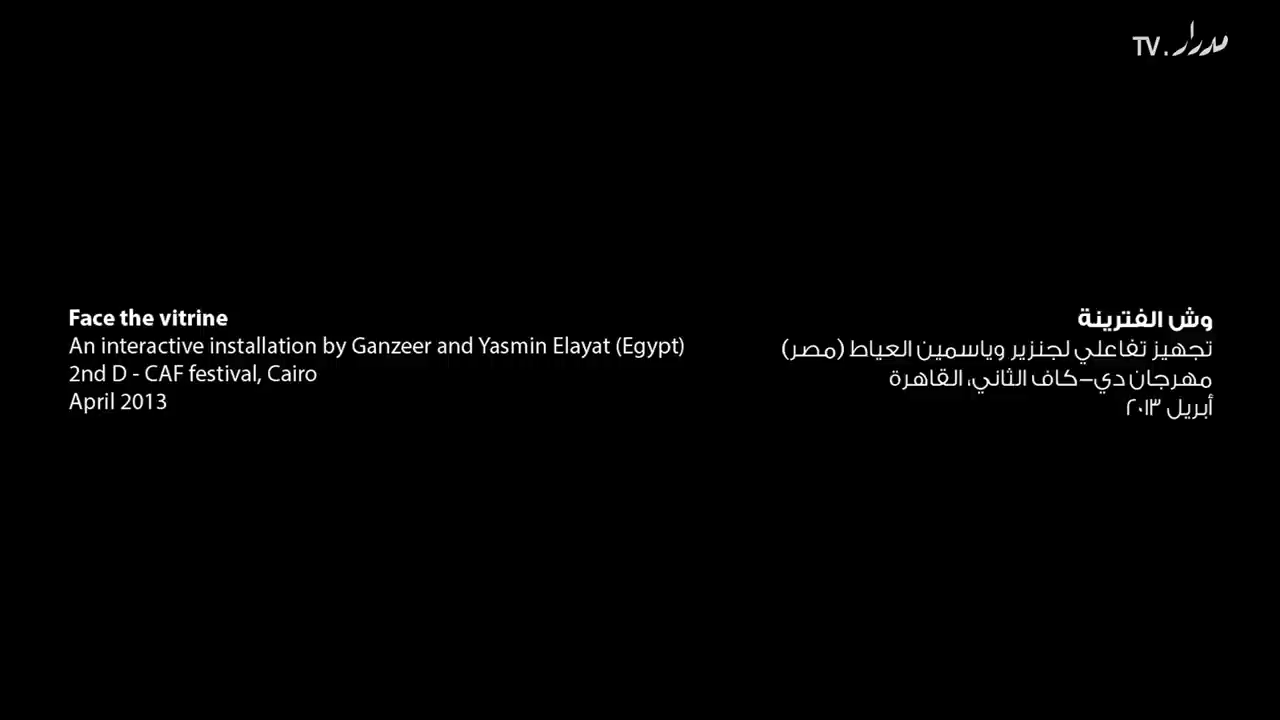 مدرار. TV
Face the vitrine
An interactive installation by Ganzeer and Yasmin Elayat (Egypt)
2nd D - CAF festival, Cairo
April 2013
وش الفترينة
تجهيز تفاعلي لجنزير وياسمين العياط (مصر)
مهرجان دي–كاف الثاني، القاهرة
أبريل ٢٠١٣